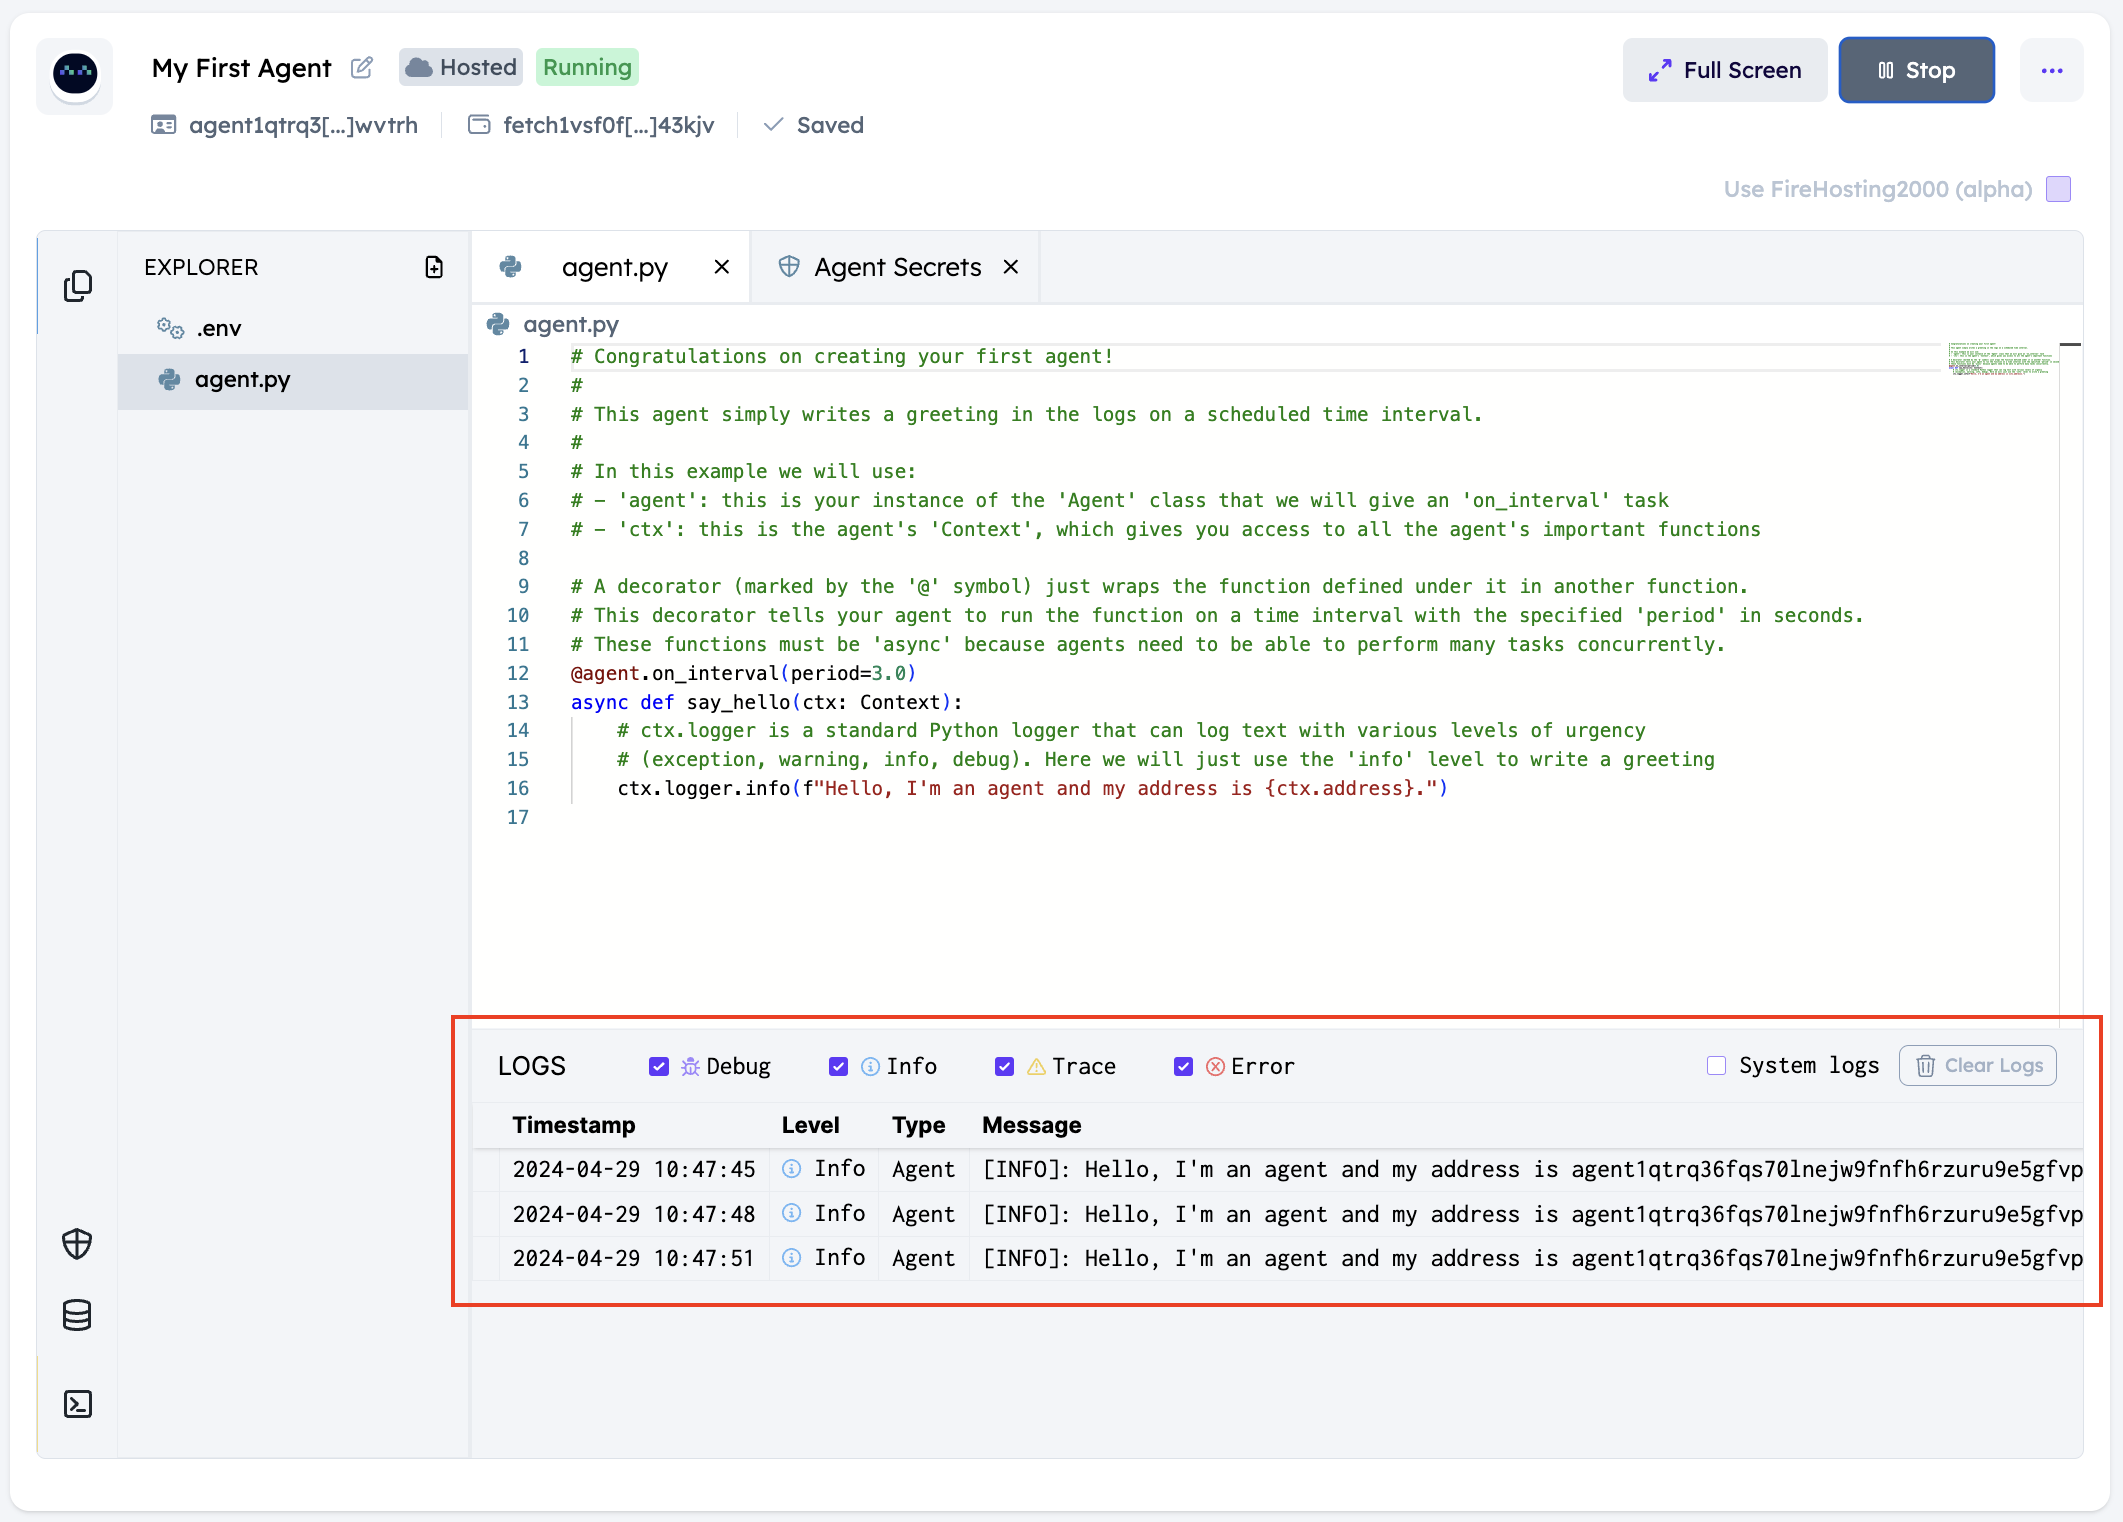 My First Agent Hosted Running Full Screen Stop ...
agent1qtrq3[...]wvtrh fetch1vsf0f[...]43kjv Saved
Use FireHosting2000 (alpha)
EXPLORER
.env
agent.py
agent.py Agent Secrets
agent.py
1 # Congratulations on creating your first agent!
2 #
3 # This agent simply writes a greeting in the logs on a scheduled time interval.
4 #
5 # In this example we will use:
6 # - 'agent': this is your instance of the 'Agent' class that we will give an 'on_interval' task
7 # - 'ctx': this is the agent's 'Context', which gives you access to all the agent's important functions
8
9 # A decorator (marked by the '@' symbol) just wraps the function defined under it in another function.
10 # This decorator tells your agent to run the function on a time interval with the specified 'period' in seconds.
11 # These functions must be 'async' because agents need to be able to perform many tasks concurrently.
12 @agent.on_interval(period=3.0)
13 async def say_hello(ctx: Context):
14     # ctx.logger is a standard Python logger that can log text with various levels of urgency
15     # (exception, warning, info, debug). Here we will just use the 'info' level to write a greeting
16     ctx.logger.info(f"Hello, I'm an agent and my address is {ctx.address}.")
17
LOGS Debug Info Trace Error System logs Clear Logs
Timestamp Level Type Message
2024-04-29 10:47:45 Info Agent [INFO]: Hello, I'm an agent and my address is agent1qtrq36fqs70lnejw9fnfh6rzuru9e5gfvp
2024-04-29 10:47:48 Info Agent [INFO]: Hello, I'm an agent and my address is agent1qtrq36fqs70lnejw9fnfh6rzuru9e5gfvp
2024-04-29 10:47:51 Info Agent [INFO]: Hello, I'm an agent and my address is agent1qtrq36fqs70lnejw9fnfh6rzuru9e5gfvp